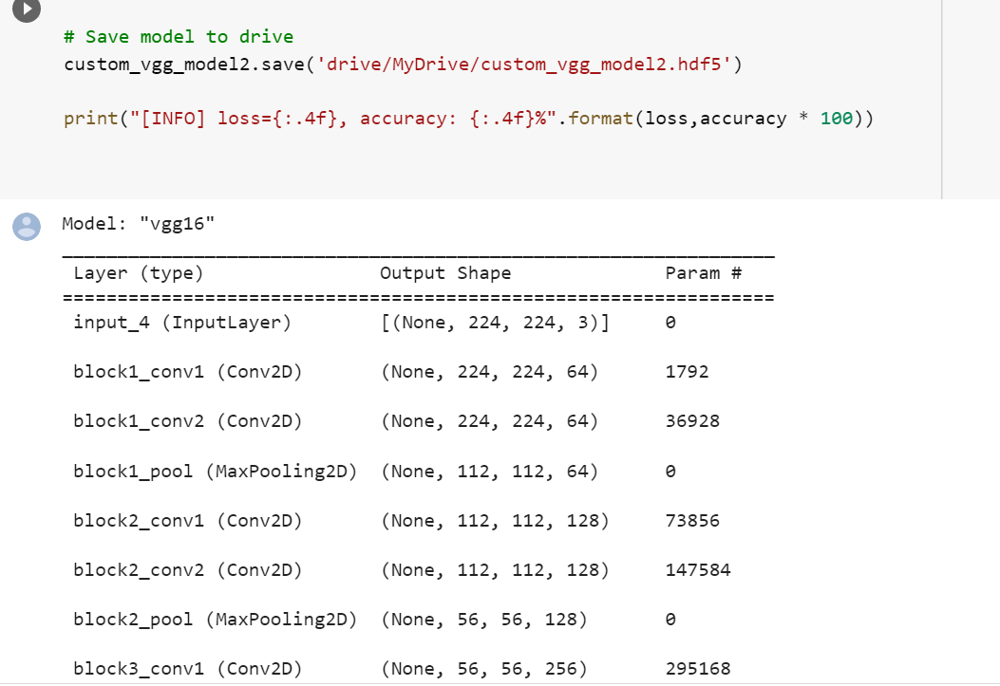 # Save model to drive
custom_vgg_model2.save('drive/MyDrive/custom_vgg_model2.hdf5')
print("[INFO] loss={:.4f}, accuracy: {:.4f}%".format(loss,accuracy * 100))
Model: "vgg16"
_________________________________________________________________
Layer (type) Output Shape Param #
=================================================================
input_4 (InputLayer) [(None, 224, 224, 3)] 0
block1_conv1 (Conv2D) (None, 224, 224, 64) 1792
block1_conv2 (Conv2D) (None, 224, 224, 64) 36928
block1_pool (MaxPooling2D) (None, 112, 112, 64) 0
block2_conv1 (Conv2D) (None, 112, 112, 128) 73856
block2_conv2 (Conv2D) (None, 112, 112, 128) 147584
block2_pool (MaxPooling2D) (None, 56, 56, 128) 0
block3_conv1 (Conv2D) (None, 56, 56, 256) 295168